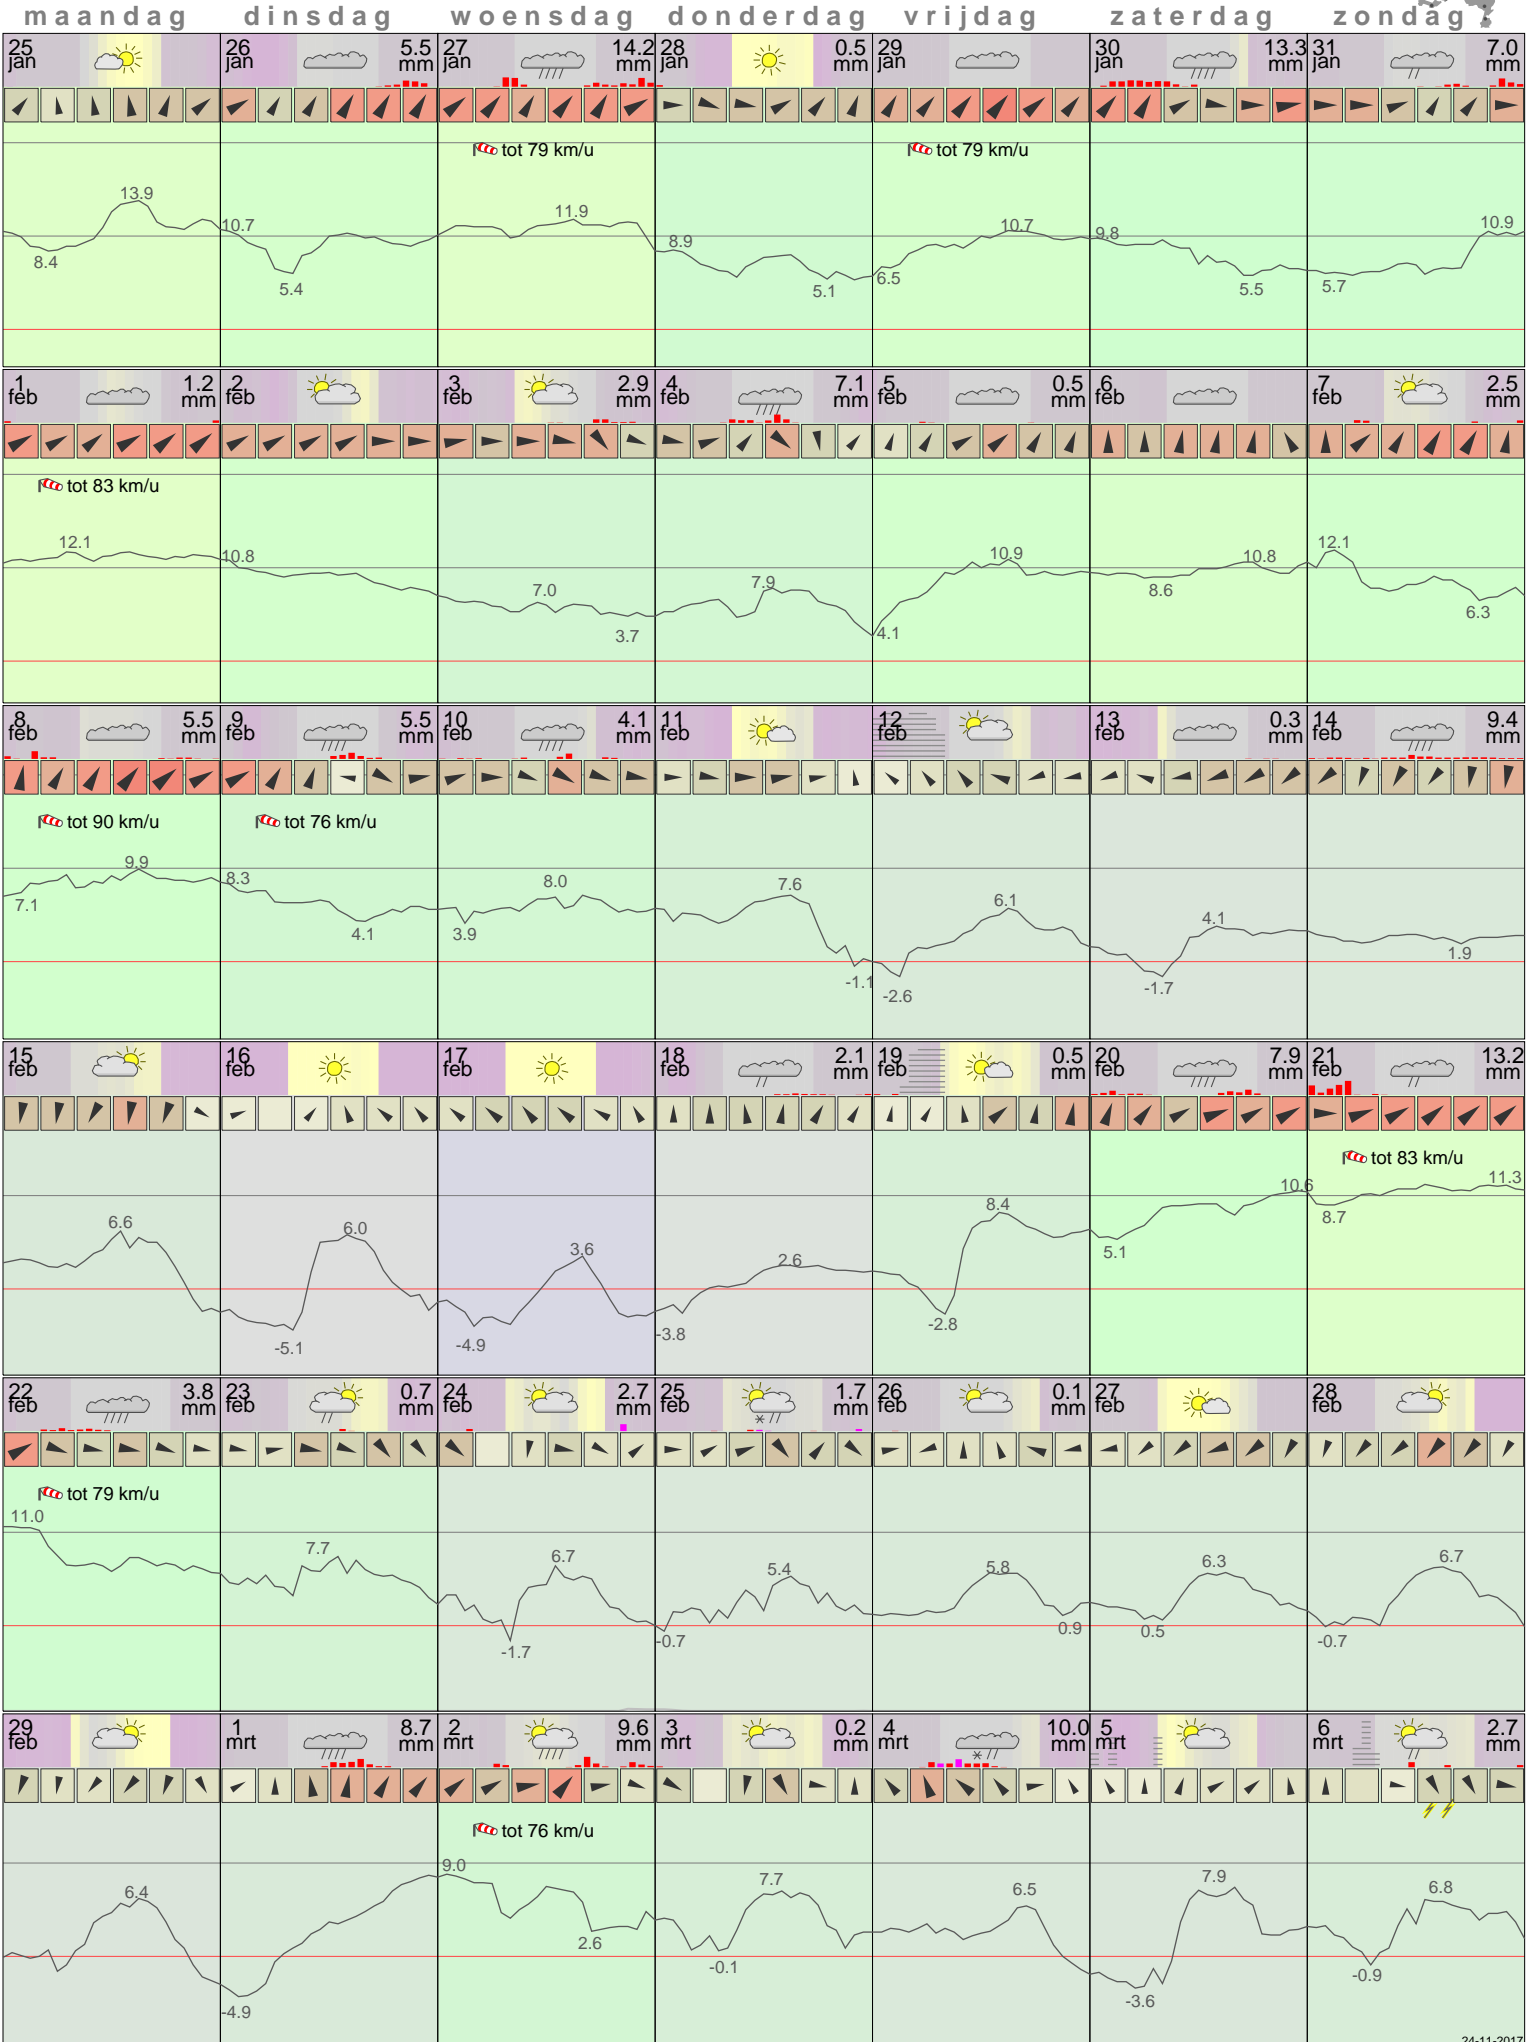 maandag dinsdag woensdag donderdag vrijdag zaterdag zondag
25 26 5.5 27 14.2 28 0.5 29 30 13.3 31 7.0
jan jan mm jan mm jan mm jan jan mm jan mm
tot 79 km/u tot 79 km/u
13.9 10.7 11.9 8.9 10.7 9.8 10.9
8.4 5.4 5.1 6.5 5.5 5.7
1 1.2 2 3 2.9 4 7.1 5 0.5 6 7 2.5
feb mm feb feb mm feb mm feb mm feb feb mm
tot 83 km/u
12.1 10.8 7.0 7.9 10.9 10.8 12.1
3.7 4.1 8.6 6.3
8 5.5 9 5.5 10 4.1 11 12 13 0.3 14 9.4
feb mm feb mm feb mm feb feb feb mm feb mm
tot 90 km/u tot 76 km/u
9.9 8.3 8.0 7.6 6.1 4.1
7.1 4.1 3.9 -1.1 -2.6 -1.7 1.9
15 16 17 18 2.1 19 0.5 20 7.9 21 13.2
feb feb feb feb mm feb mm feb mm feb mm
tot 83 km/u
6.6 6.0 3.6 2.6 8.4 10.6 11.3
-5.1 -4.9 -3.8 -2.8 5.1 8.7
22 3.8 23 0.7 24 2.7 25 1.7 26 0.1 27 28
feb mm feb mm feb mm feb mm feb mm feb feb
tot 79 km/u
11.0 7.7 6.7 5.4 5.8 6.3 6.7
-1.7 -0.7 0.9 0.5 -0.7
29 1 8.7 2 9.6 3 0.2 4 10.0 5 6 2.7
feb mrt mm mrt mm mrt mm mrt mm mrt mrt mm
tot 76 km/u
6.4 9.0 7.7 6.5 7.9 6.8
-4.9 2.6 -0.1 -3.6 -0.9
24-11-2017